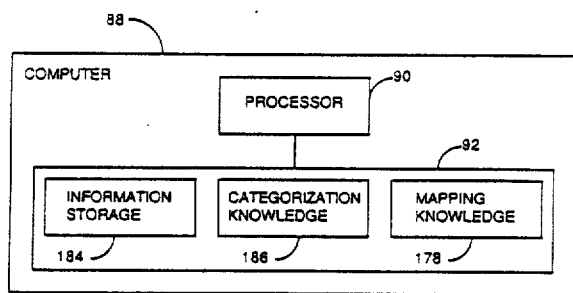 88
COMPUTER
90
PROCESSOR
92
INFORMATION
STORAGE
CATEGORIZATION
KNOWLEDGE
MAPPING
KNOWLEDGE
184
186
178